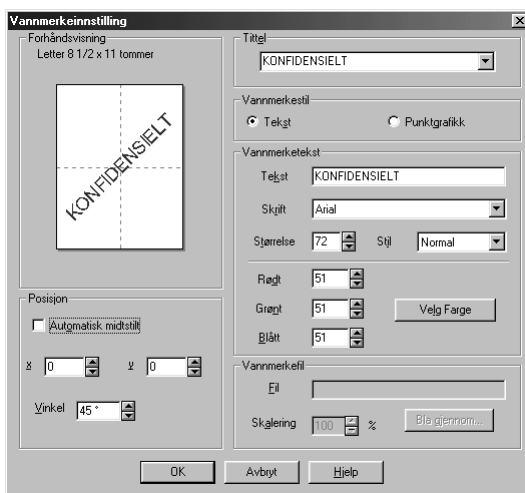 Vannmerkeinnstilling
Forhåndsvisning
Letter 8 1/2 x 11 tommer
KONFIDENSIELT
Posisjon
Automatisk midtstilt
x 0 y 0
Vinkel 45 °
Tittel
KONFIDENSIELT
Vannmerkestil
Tekst Punktgrafikk
Vannmerketekst
Tekst KONFIDENSIELT
Skrift Arial
Størrelse 72 Stil Normal
Rødt 51
Grønt 51
Blått 51
Velg Farge
Vannmerkefil
Fil
Skalering 100 %
Bla gjennom...
OK Avbryt Hjelp